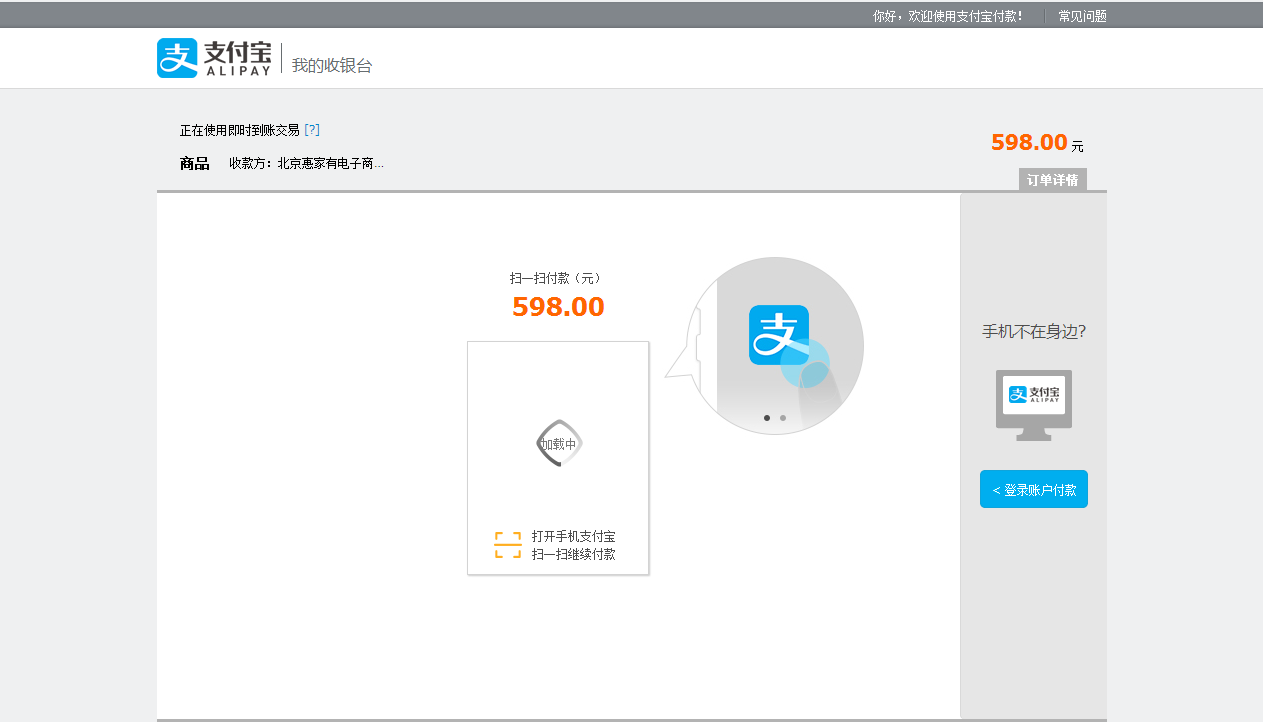 你好，欢迎使用支付宝付款！ 常见问题
支 支付宝 ALIPAY 我的收银台
正在使用即时到账交易 [?]
598.00 元
商品 收款方：北京惠家有电子商...
订单详情
扫一扫付款（元）
598.00
支
手机不在身边?
支 支付宝
ALIPAY
加载中
< 登录账户付款
打开手机支付宝
扫一扫继续付款